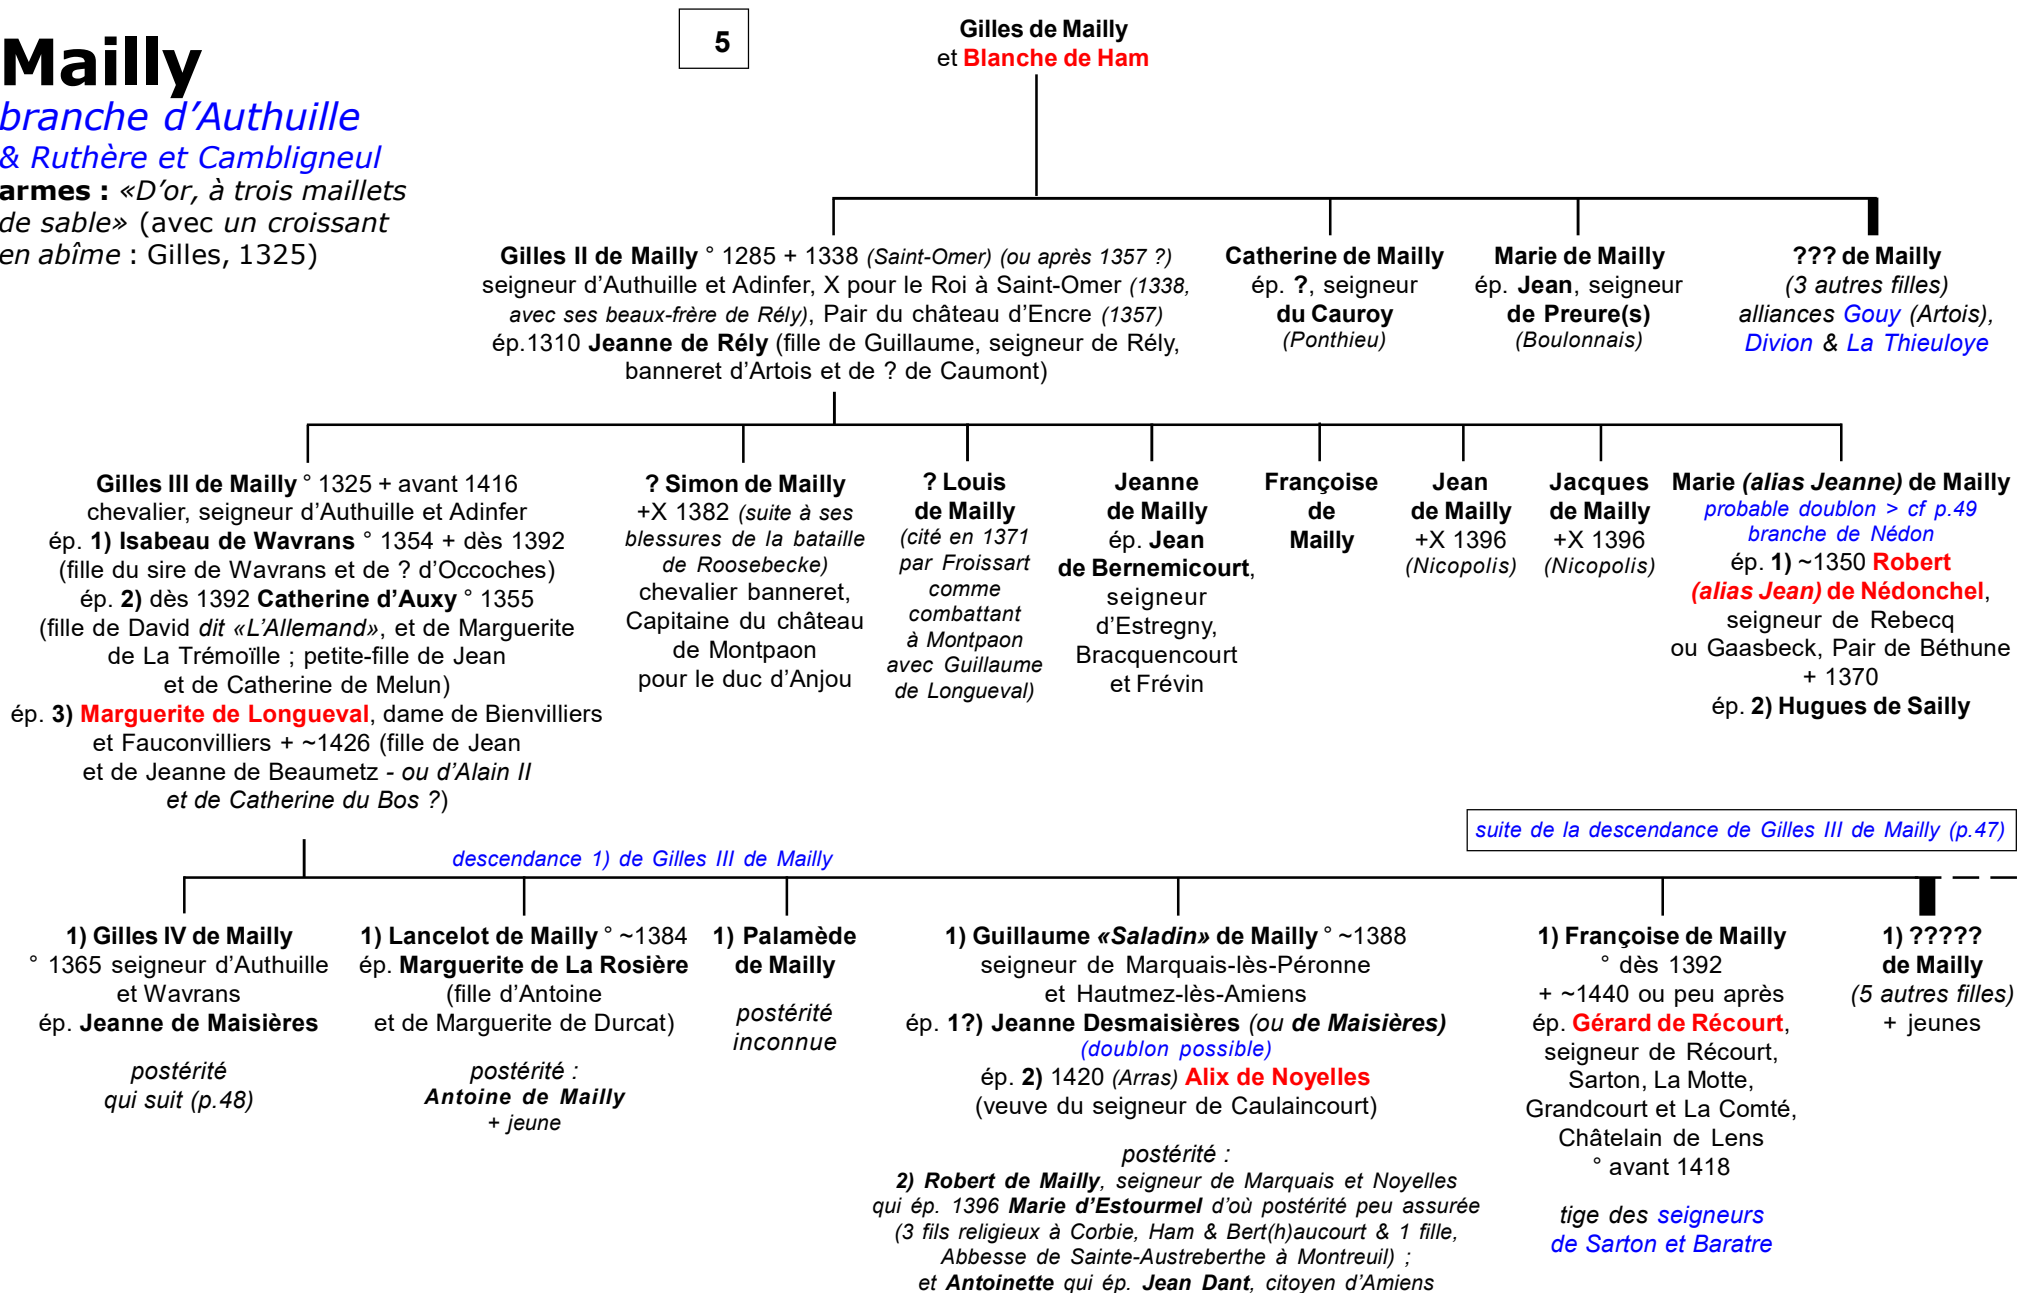 Mailly
branche d’Authuille
& Ruthère et Cambligneul
armes : «D’or, à trois maillets
de sable» (avec un croissant
en abîme : Gilles, 1325)
5
Gilles de Mailly
et Blanche de Ham
Gilles II de Mailly ° 1285 + 1338 (Saint-Omer) (ou après 1357 ?)
seigneur d’Authuille et Adinfer, X pour le Roi à Saint-Omer (1338,
avec ses beaux-frère de Rély), Pair du château d’Encre (1357)
ép.1310 Jeanne de Rély (fille de Guillaume, seigneur de Rély,
banneret d’Artois et de ? de Caumont)
Catherine de Mailly
ép. ?, seigneur
du Cauroy
(Ponthieu)
Marie de Mailly
ép. Jean, seigneur
de Preure(s)
(Boulonnais)
??? de Mailly
(3 autres filles)
alliances Gouy (Artois),
Divion & La Thieuloye
Gilles III de Mailly ° 1325 + avant 1416
chevalier, seigneur d’Authuille et Adinfer
ép. 1) Isabeau de Wavrans ° 1354 + dès 1392
(fille du sire de Wavrans et de ? d’Occoches)
ép. 2) dès 1392 Catherine d’Auxy ° 1355
(fille de David dit «L’Allemand», et de Marguerite
de La Trémoïlle ; petite-fille de Jean
et de Catherine de Melun)
ép. 3) Marguerite de Longueval, dame de Bienvilliers
et Fauconvilliers + ~1426 (fille de Jean
et de Jeanne de Beaumetz - ou d’Alain II
et de Catherine du Bos ?)
? Simon de Mailly
+X 1382 (suite à ses
blessures de la bataille
de Roosebecke)
chevalier banneret,
Capitaine du château
de Montpaon
pour le duc d’Anjou
? Louis
de Mailly
(cité en 1371
par Froissart
comme
combattant
à Montpaon
avec Guillaume
de Longueval)
Jeanne
de Mailly
ép. Jean
de Bernemicourt,
seigneur
d’Estregny,
Bracquencourt
et Frévin
Françoise
de
Mailly
Jean
de Mailly
+X 1396
(Nicopolis)
Jacques
de Mailly
+X 1396
(Nicopolis)
Marie (alias Jeanne) de Mailly
probable doublon > cf p.49
branche de Nédon
ép. 1) ~1350 Robert
(alias Jean) de Nédonchel,
seigneur de Rebecq
ou Gaasbeck, Pair de Béthune
+ 1370
ép. 2) Hugues de Sailly
suite de la descendance de Gilles III de Mailly (p.47)
descendance 1) de Gilles III de Mailly
1) Gilles IV de Mailly
° 1365 seigneur d’Authuille
et Wavrans
ép. Jeanne de Maisières
postérité
qui suit (p.48)
1) Lancelot de Mailly ° ~1384
ép. Marguerite de La Rosière
(fille d’Antoine
et de Marguerite de Durcat)
postérité :
Antoine de Mailly
+ jeune
1) Palamède
de Mailly
postérité
inconnue
1) Guillaume «Saladin» de Mailly ° ~1388
seigneur de Marquais-lès-Péronne
et Hautmez-lès-Amiens
ép. 1?) Jeanne Desmaisières (ou de Maisières)
(doublon possible)
ép. 2) 1420 (Arras) Alix de Noyelles
(veuve du seigneur de Caulaincourt)
postérité :
2) Robert de Mailly, seigneur de Marquais et Noyelles
qui ép. 1396 Marie d’Estourmel d’où postérité peu assurée
(3 fils religieux à Corbie, Ham & Bert(h)aucourt & 1 fille,
Abbesse de Sainte-Austreberthe à Montreuil) ;
et Antoinette qui ép. Jean Dant, citoyen d’Amiens
1) Françoise de Mailly
° dès 1392
+ ~1440 ou peu après
ép. Gérard de Récourt,
seigneur de Récourt,
Sarton, La Motte,
Grandcourt et La Comté,
Châtelain de Lens
° avant 1418
tige des seigneurs
de Sarton et Baratre
1) ?????
de Mailly
(5 autres filles)
+ jeunes